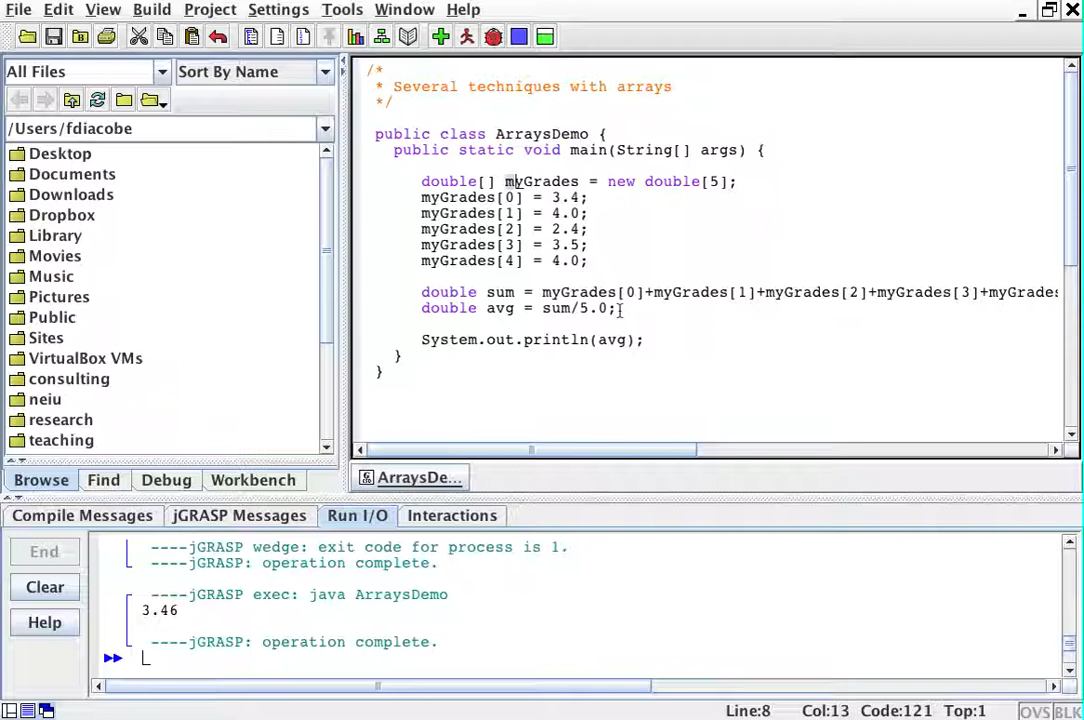 File Edit View Build Project Settings Tools Window Help
All Files Sort By Name
/Users/fdiacobe
Desktop
Documents
Downloads
Dropbox
Library
Movies
Music
Pictures
Public
Sites
VirtualBox VMs
consulting
neiu
research
teaching
Browse Find Debug Workbench
/*
* Several techniques with arrays
*/
public class ArraysDemo {
public static void main(String[] args) {
double[] myGrades = new double[5];
myGrades[0] = 3.4;
myGrades[1] = 4.0;
myGrades[2] = 2.4;
myGrades[3] = 3.5;
myGrades[4] = 4.0;
double sum = myGrades[0]+myGrades[1]+myGrades[2]+myGrades[3]+myGrades
double avg = sum/5.0;
System.out.println(avg);
}
}
ArraysDe...
Compile Messages jGRASP Messages Run I/O Interactions
End
Clear
Help
----jGRASP wedge: exit code for process is 1.
----jGRASP: operation complete.
----jGRASP exec: java ArraysDemo
3.46
----jGRASP: operation complete.
Line:8 Col:13 Code:121 Top:1 OVS BLK